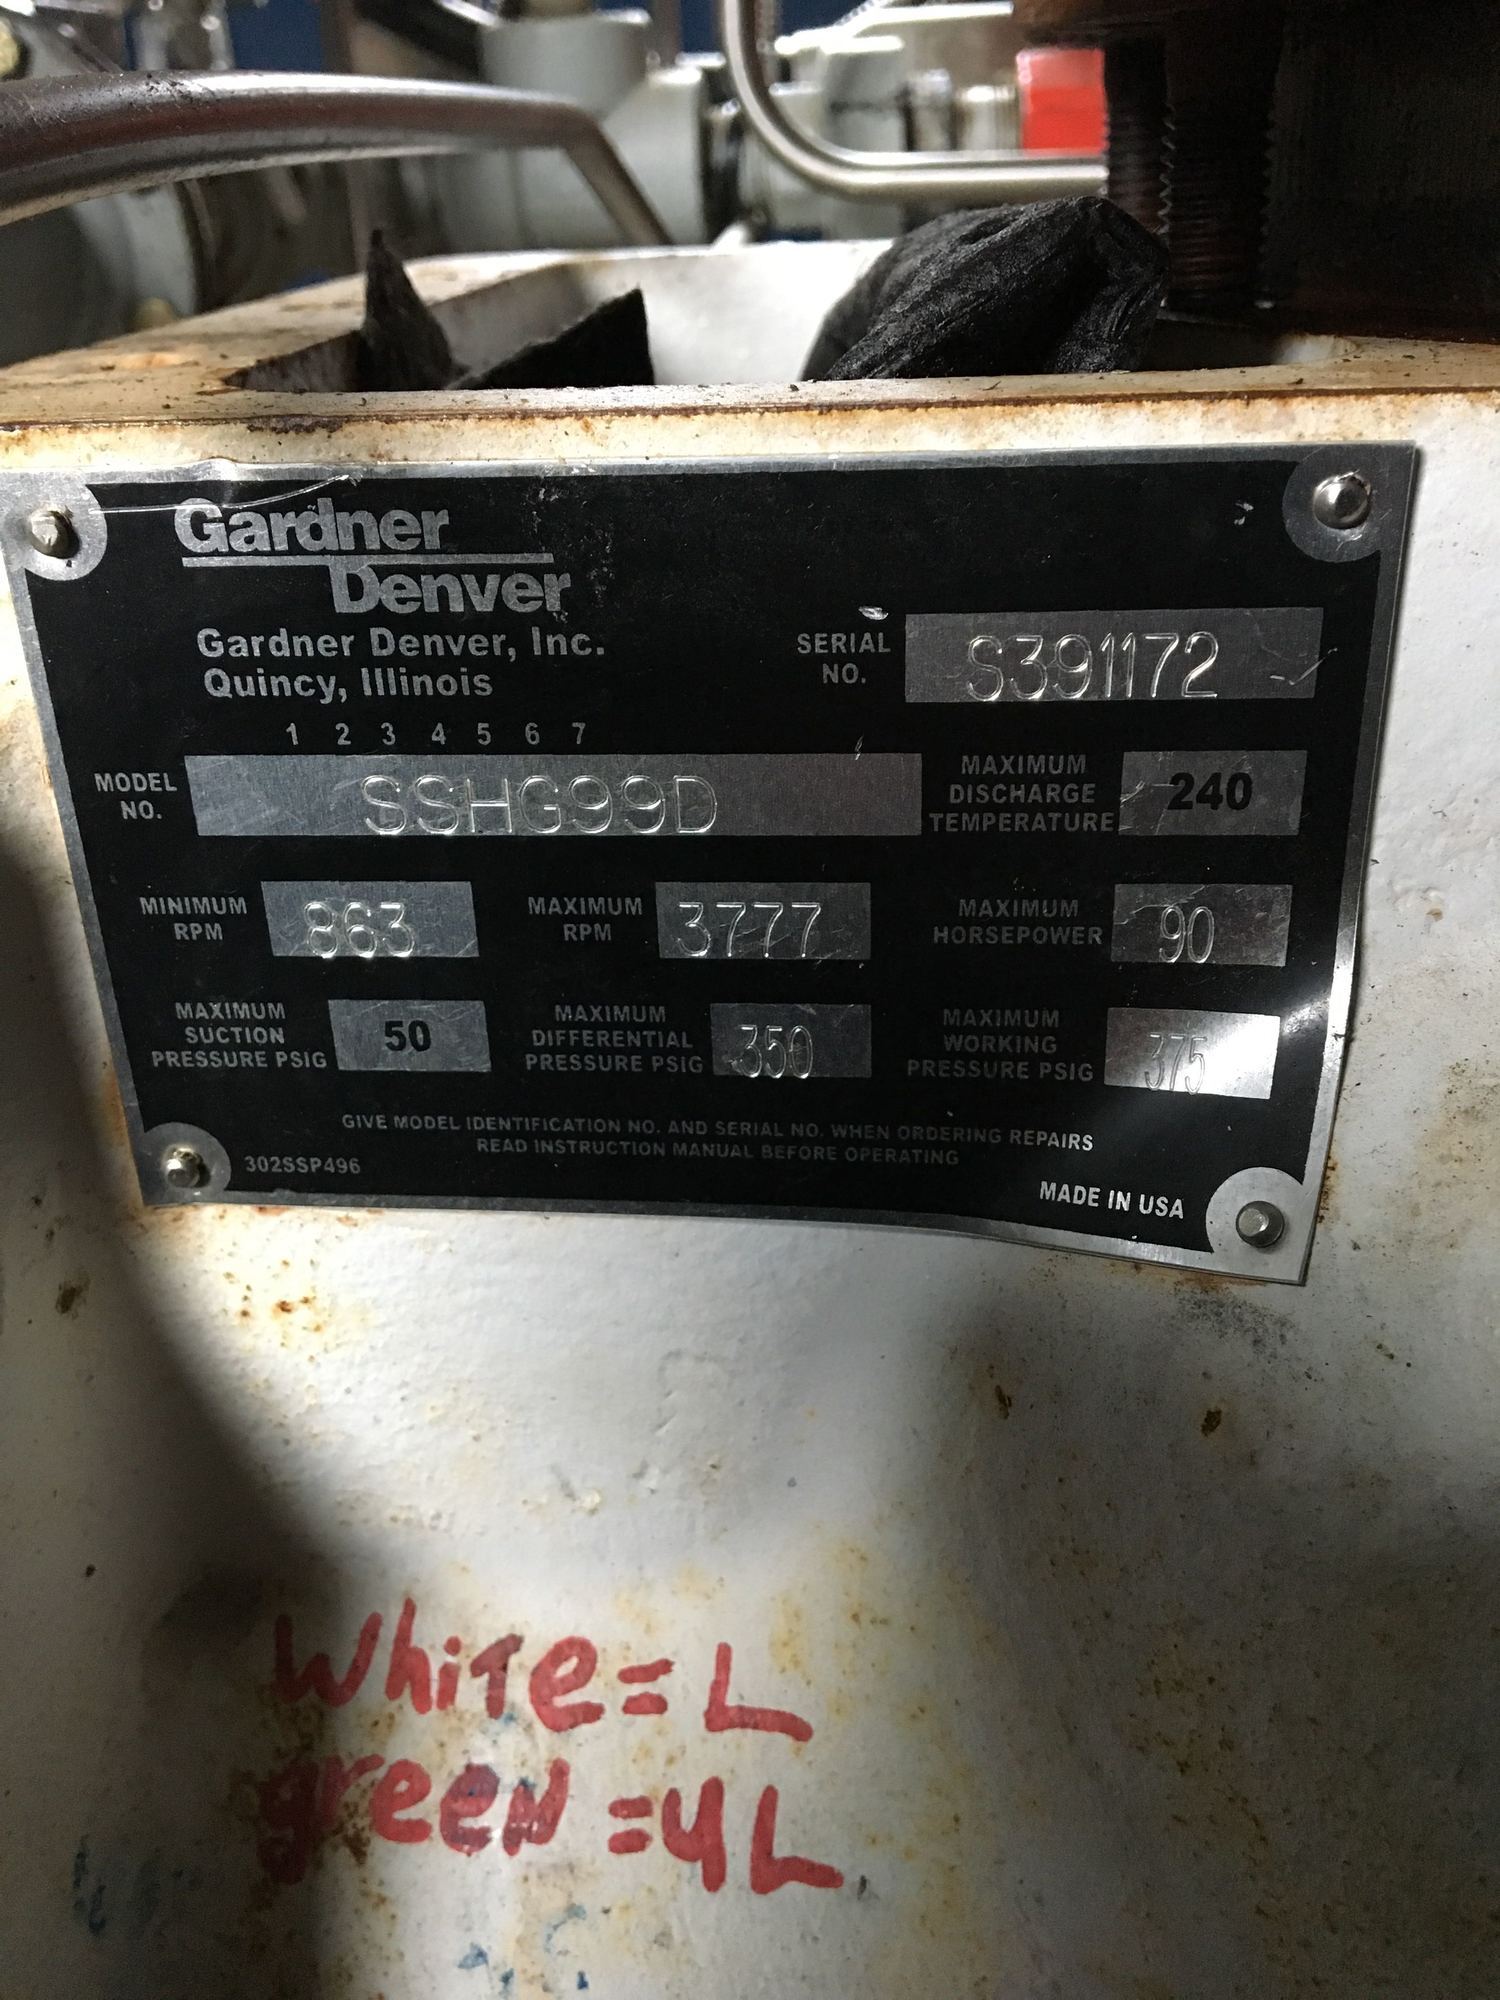 Gardner
Denver
Gardner Denver, Inc.
Quincy, Illinois
SERIAL
NO.
S391172
1 2 3 4 5 6 7
MODEL
NO.
SSHG99D
MAXIMUM
DISCHARGE
TEMPERATURE
240
MINIMUM
RPM
863
MAXIMUM
RPM
3777
MAXIMUM
HORSEPOWER
90
MAXIMUM
SUCTION
PRESSURE PSIG
50
MAXIMUM
DIFFERENTIAL
PRESSURE PSIG
350
MAXIMUM
WORKING
PRESSURE PSIG
375
GIVE MODEL IDENTIFICATION NO. AND SERIAL NO. WHEN ORDERING REPAIRS
READ INSTRUCTION MANUAL BEFORE OPERATING
302SSP496
MADE IN USA
WhiTe=L
green=4L